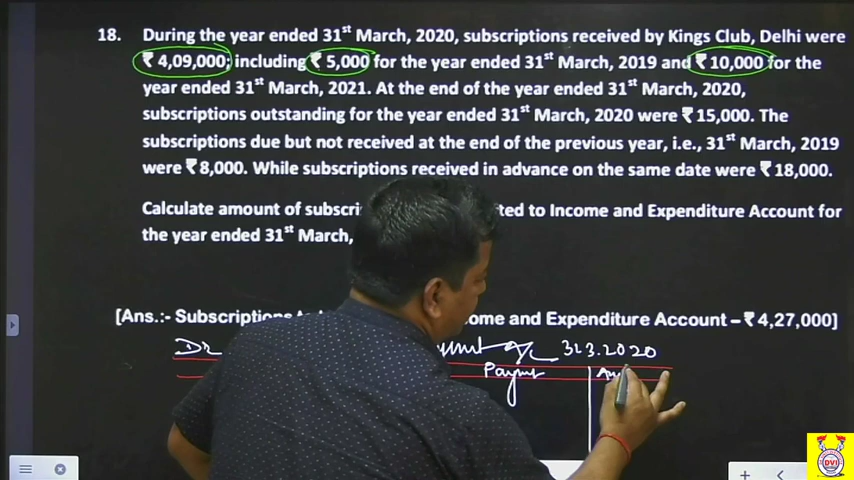 18. During the year ended 31st March, 2020, subscriptions received by Kings Club, Delhi were
₹ 4,09,000; including ₹ 5,000 for the year ended 31st March, 2019 and ₹ 10,000 for the
year ended 31st March, 2021. At the end of the year ended 31st March, 2020,
subscriptions outstanding for the year ended 31st March, 2020 were ₹ 15,000. The
subscriptions due but not received at the end of the previous year, i.e., 31st March, 2019
were ₹ 8,000. While subscriptions received in advance on the same date were ₹ 18,000.
Calculate amount of subscri ited to Income and Expenditure Account for
the year ended 31st March,
[Ans.:- Subscriptions ome and Expenditure Account – ₹ 4,27,000]
Dr 31.3.2020
DVI